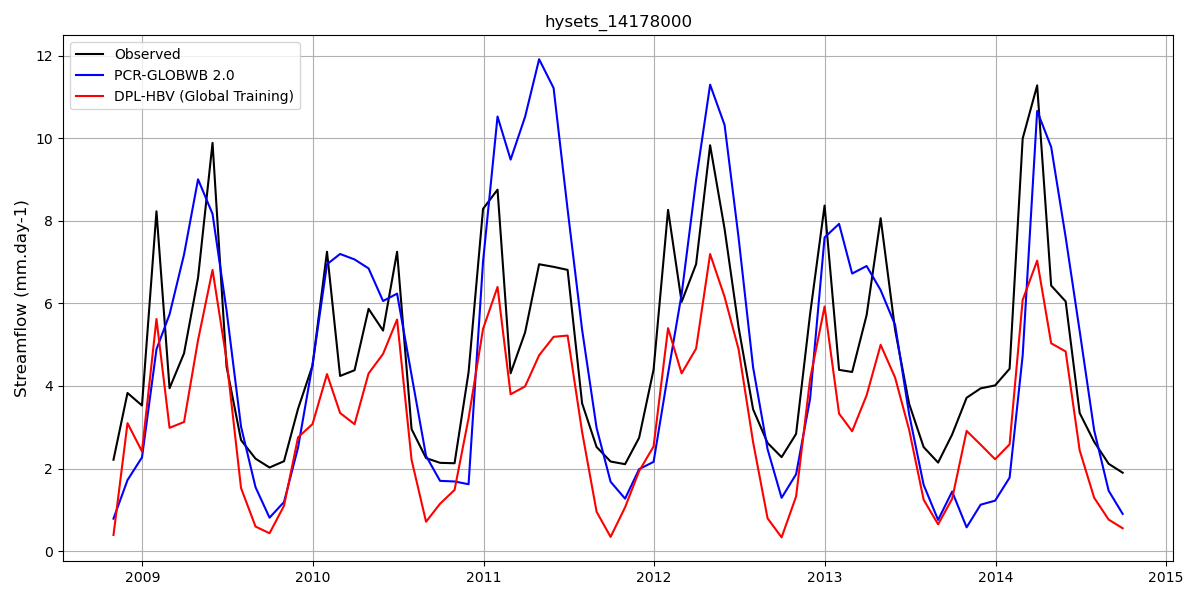 hysets_14178000
Observed
PCR-GLOBWB 2.0
DPL-HBV (Global Training)
Streamflow (mm.day-1)
12
10
8
6
4
2
0
2009 2010 2011 2012 2013 2014 2015